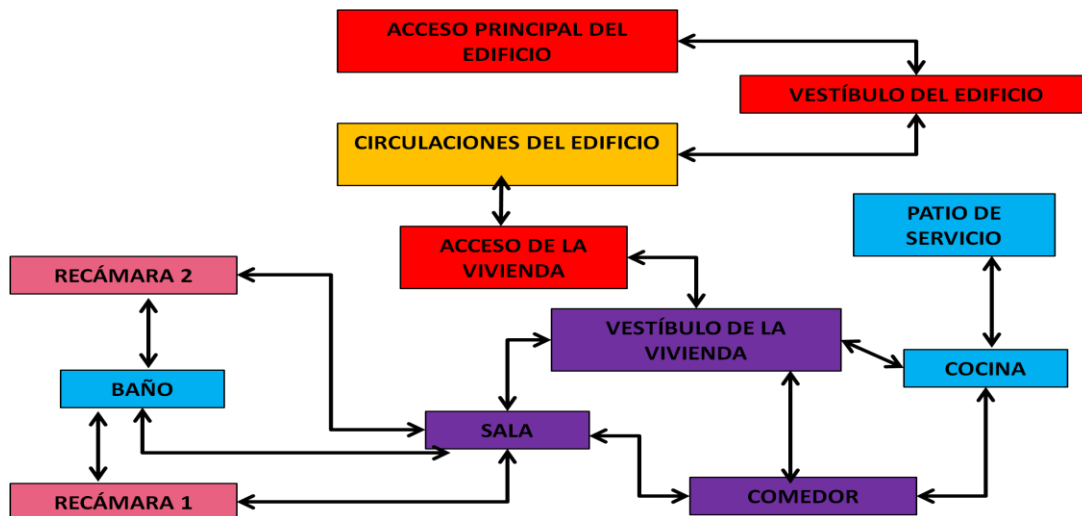 ACCESO PRINCIPAL DEL
EDIFICIO
VESTÍBULO DEL EDIFICIO
CIRCULACIONES DEL EDIFICIO
PATIO DE
SERVICIO
ACCESO DE LA
VIVIENDA
RECÁMARA 2
VESTÍBULO DE LA
VIVIENDA
COCINA
BAÑO
SALA
RECÁMARA 1
COMEDOR